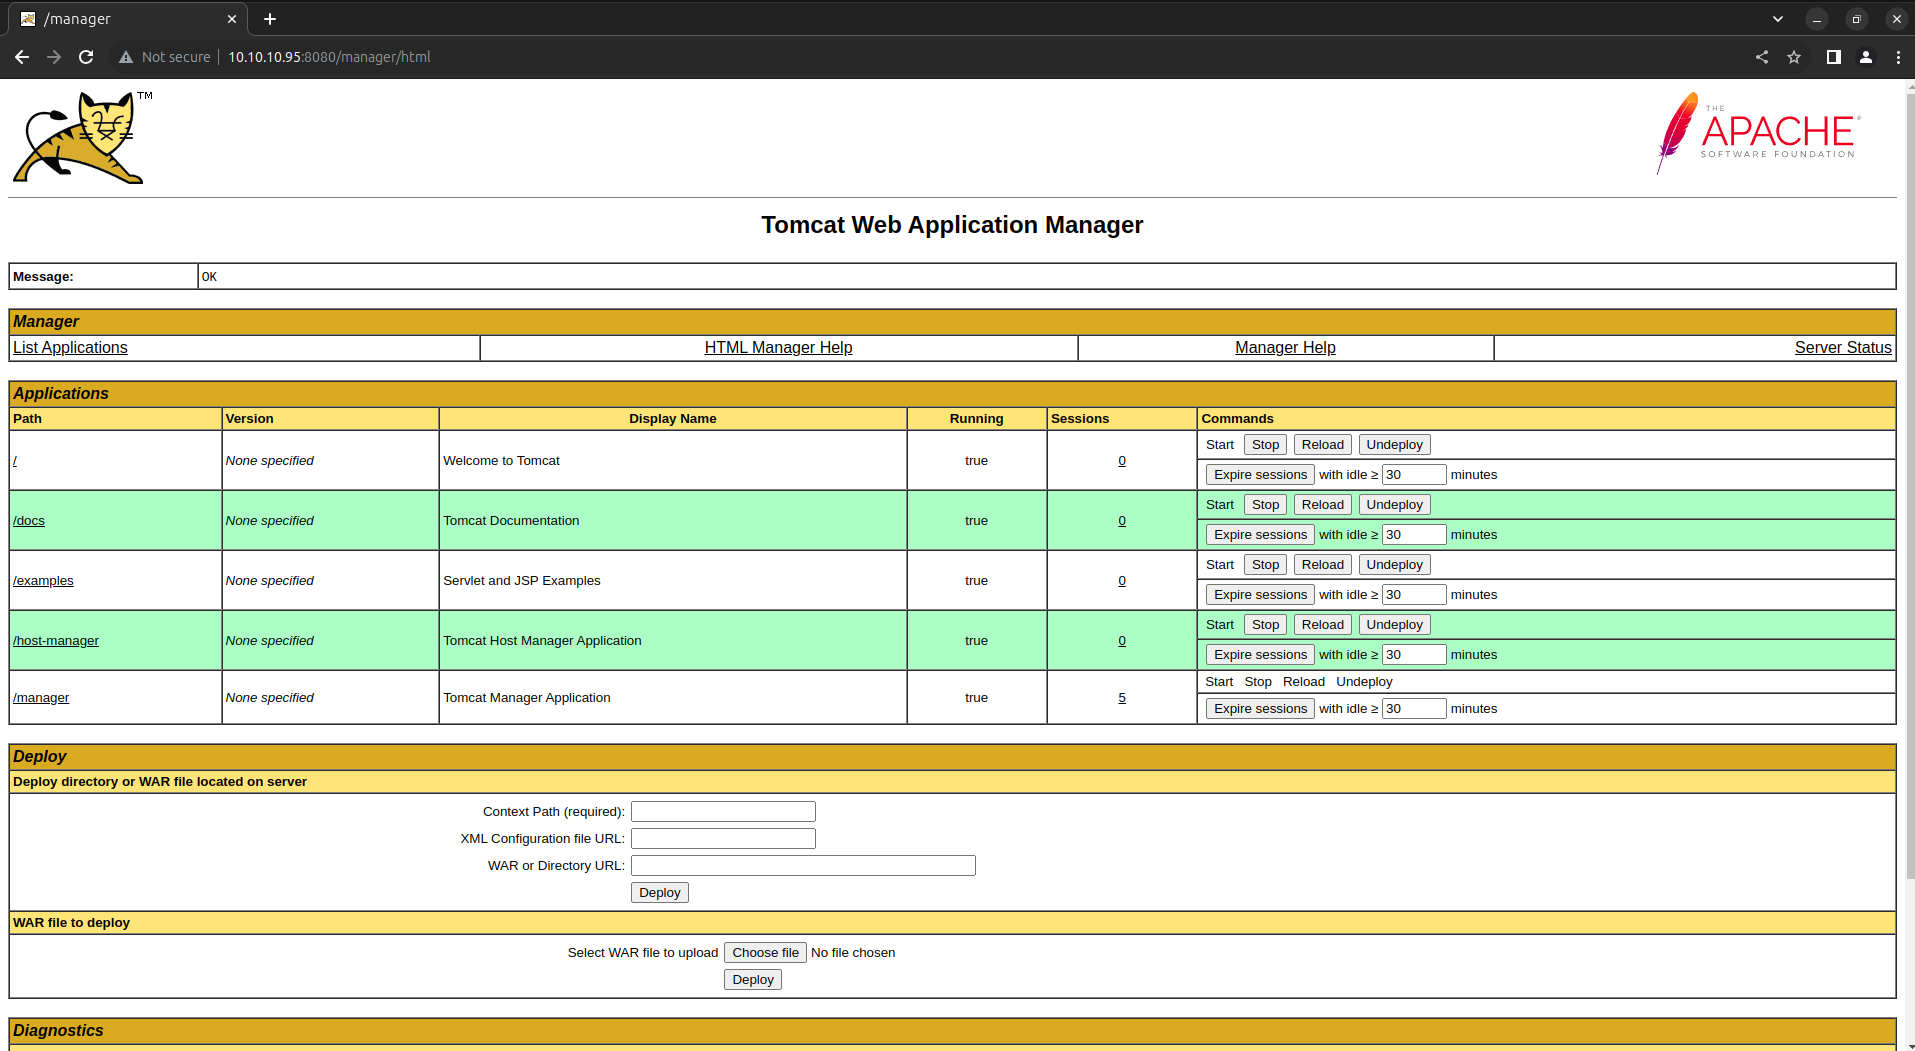 /manager
Not secure 10.10.10.95:8080/manager/html
TM
THE
APACHE
SOFTWARE FOUNDATION
Tomcat Web Application Manager
Message: OK
Manager
List Applications HTML Manager Help Manager Help Server Status
Applications
Path Version Display Name Running Sessions Commands
/ None specified Welcome to Tomcat true 0 Start Stop Reload Undeploy
Expire sessions with idle ≥ 30 minutes
/docs None specified Tomcat Documentation true 0 Start Stop Reload Undeploy
Expire sessions with idle ≥ 30 minutes
/examples None specified Servlet and JSP Examples true 0 Start Stop Reload Undeploy
Expire sessions with idle ≥ 30 minutes
/host-manager None specified Tomcat Host Manager Application true 0 Start Stop Reload Undeploy
Expire sessions with idle ≥ 30 minutes
/manager None specified Tomcat Manager Application true 5 Start Stop Reload Undeploy
Expire sessions with idle ≥ 30 minutes
Deploy
Deploy directory or WAR file located on server
Context Path (required):
XML Configuration file URL:
WAR or Directory URL:
Deploy
WAR file to deploy
Select WAR file to upload Choose file No file chosen
Deploy
Diagnostics